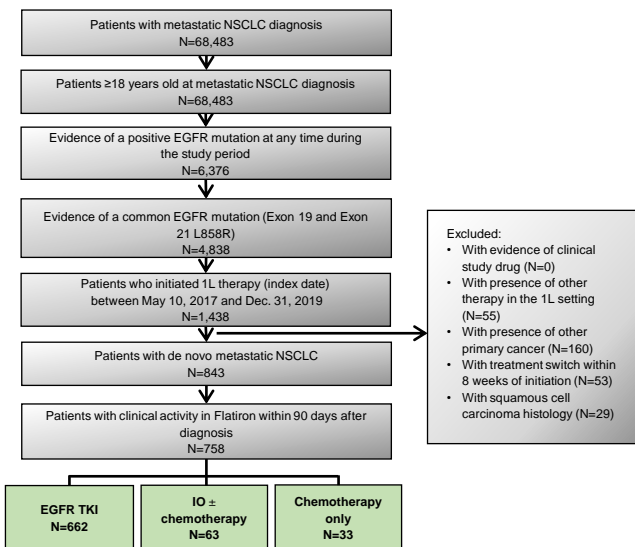 Patients with metastatic NSCLC diagnosis
N=68,483
Patients ≥18 years old at metastatic NSCLC diagnosis
N=68,483
Evidence of a positive EGFR mutation at any time during
the study period
N=6,376
Evidence of a common EGFR mutation (Exon 19 and Exon
21 L858R)
N=4,838
Patients who initiated 1L therapy (index date)
between May 10, 2017 and Dec. 31, 2019
N=1,438
Excluded:
• With evidence of clinical
study drug (N=0)
• With presence of other
therapy in the 1L setting
(N=55)
• With presence of other
primary cancer (N=160)
• With treatment switch within
8 weeks of initiation (N=53)
• With squamous cell
carcinoma histology (N=29)
Patients with de novo metastatic NSCLC
N=843
Patients with clinical activity in Flatiron within 90 days after
diagnosis
N=758
EGFR TKI
N=662
IO ±
chemotherapy
N=63
Chemotherapy
only
N=33